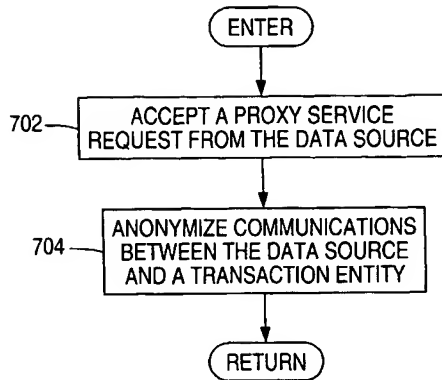 ENTER
702
ACCEPT A PROXY SERVICE
REQUEST FROM THE DATA SOURCE
704
ANONYMIZE COMMUNICATIONS
BETWEEN THE DATA SOURCE
AND A TRANSACTION ENTITY
RETURN